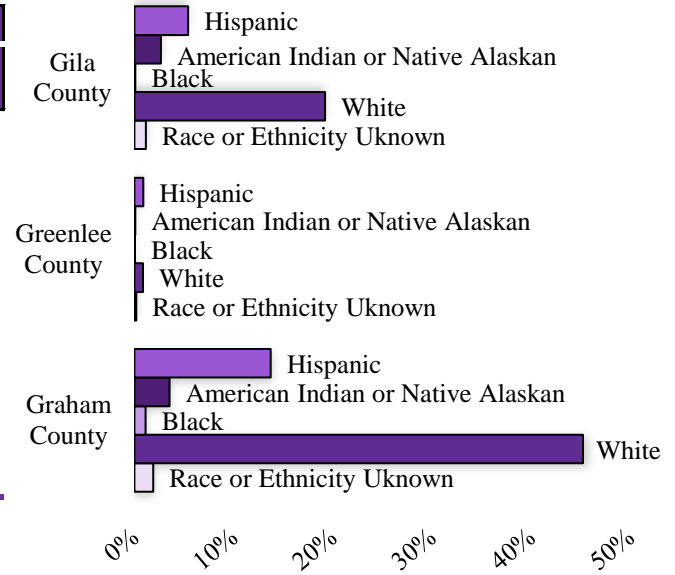 Gila
County
Hispanic
American Indian or Native Alaskan
Black
White
Race or Ethnicity Uknown
Greenlee
County
Hispanic
American Indian or Native Alaskan
Black
White
Race or Ethnicity Uknown
Graham
County
Hispanic
American Indian or Native Alaskan
Black
White
Race or Ethnicity Uknown
0% 10% 20% 30% 40% 50%